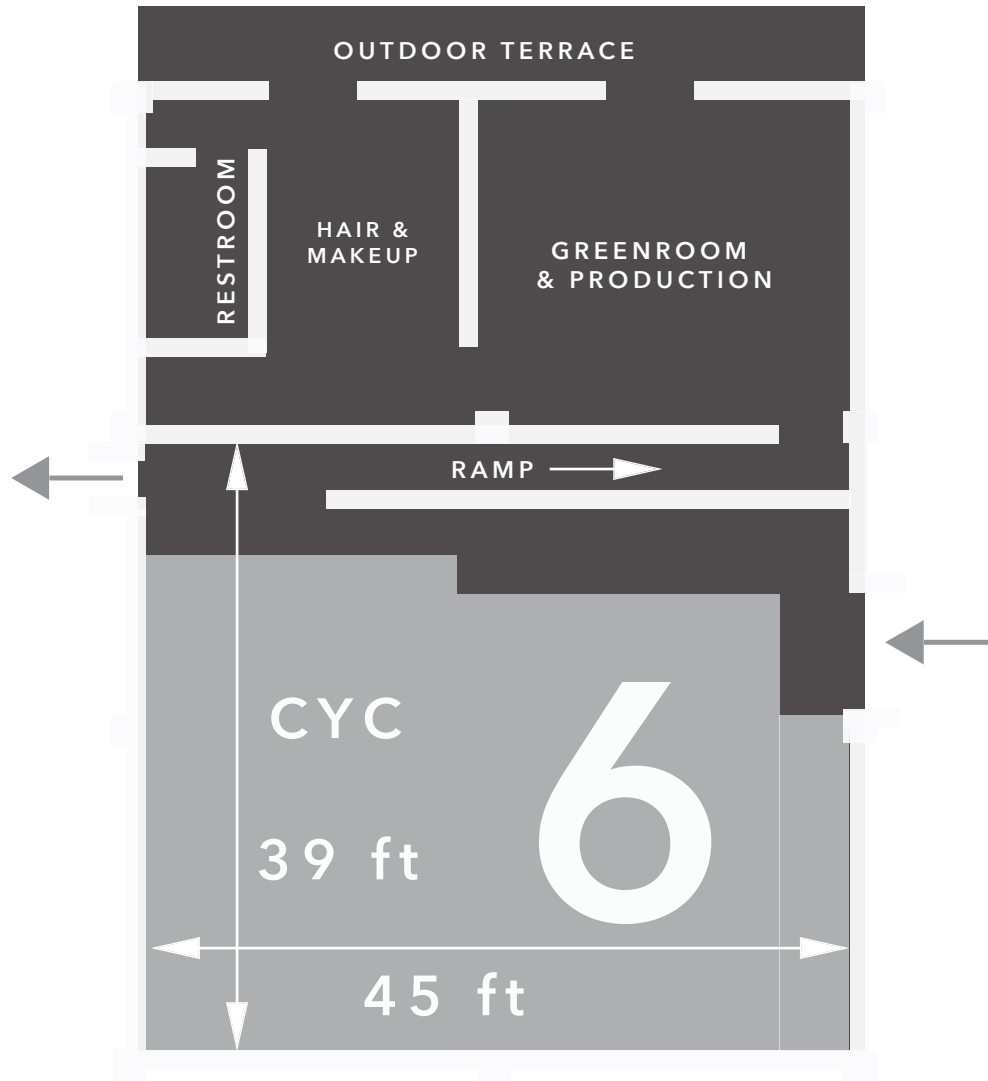 OUTDOOR TERRACE
RESTROOM
HAIR &
MAKEUP
GREENROOM
& PRODUCTION
RAMP
CYC
6
39 ft
45 ft